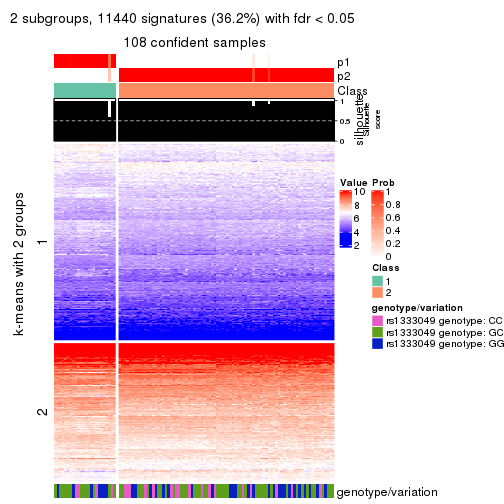 2 subgroups, 11440 signatures (36.2%) with fdr < 0.05
108 confident samples
p1
p2
Class
silhouette
Silhouette
score
1
0.5
0
k-means with 2 groups
1
2
Value
10
8
6
4
2
Prob
1
0.8
0.6
0.4
0.2
0
Class
1
2
genotype/variation
rs1333049 genotype: CC
rs1333049 genotype: GC
rs1333049 genotype: GG
genotype/variation